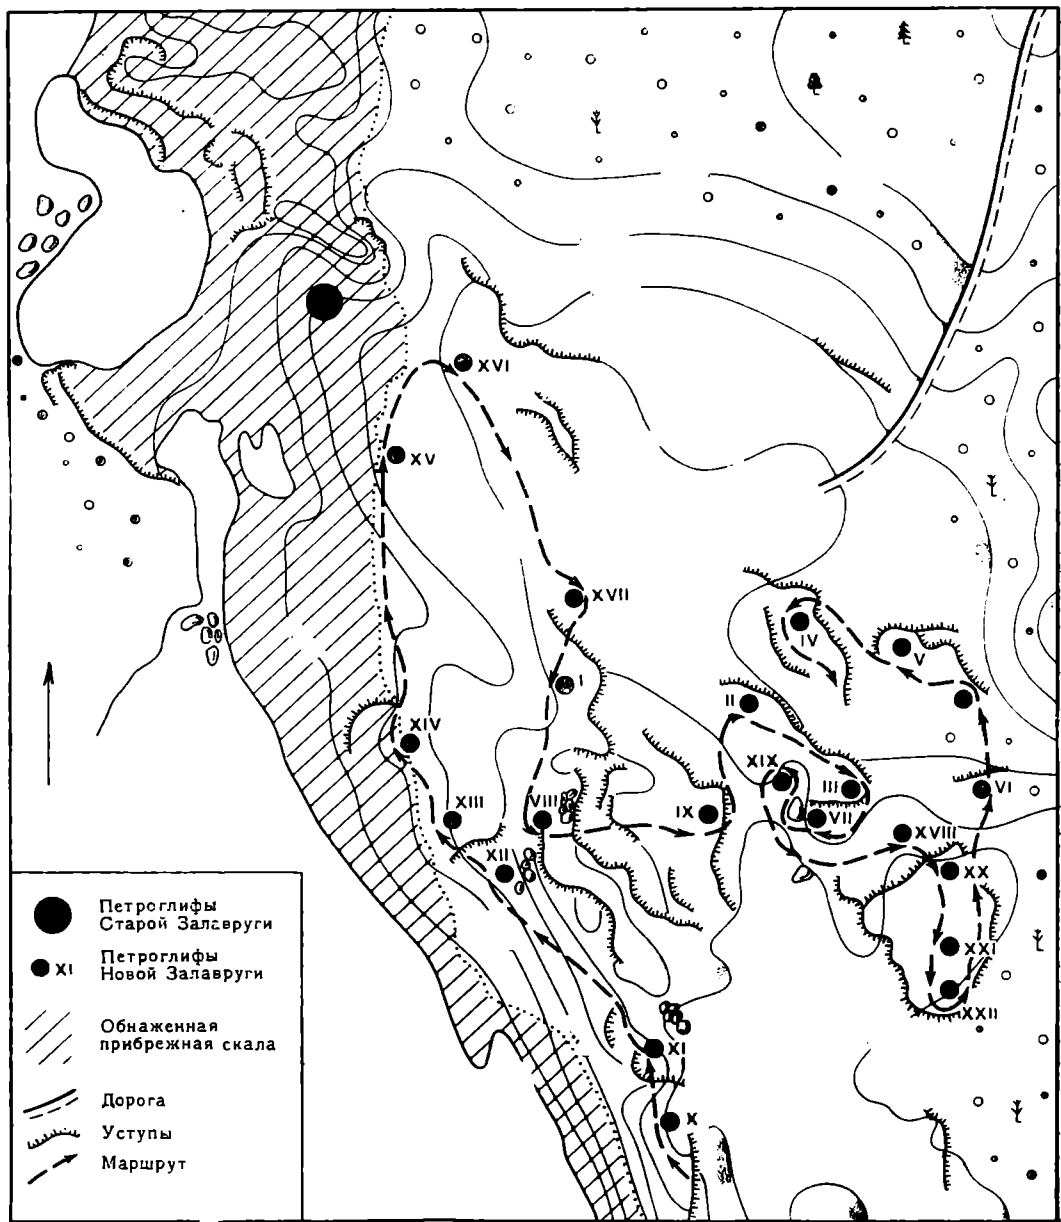 XVI
XV
XVII
IV
V
I
II
XIV
XIX
III
VI
XIII
VIII
IX
VII
XVIII
XII
XX
XXI
XXII
XI
X
Петроглифы
Старой Залавруги
XI Петроглифы
Новой Залавруги
Обнаженная
прибрежная скала
Дорога
Уступы
Маршрут